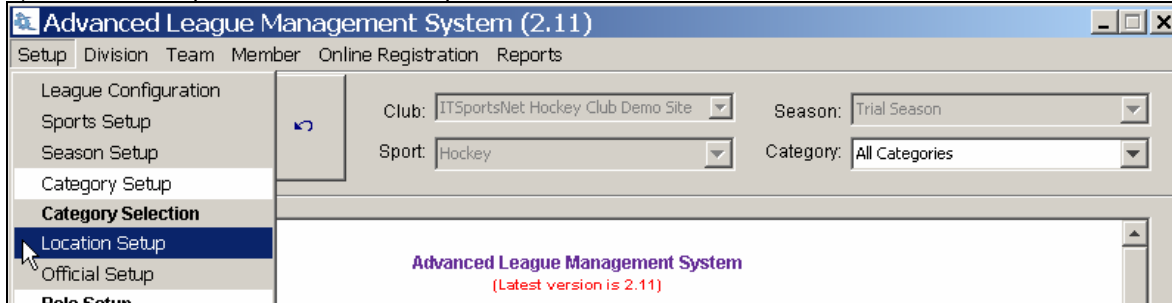 Advanced League Management System (2.11)
Setup Division Team Member Online Registration Reports
League Configuration
Sports Setup
Season Setup
Category Setup
Category Selection
Location Setup
Official Setup
Club: ITSportsNet Hockey Club Demo Site
Season: Trial Season
Sport: Hockey
Category: All Categories
Advanced League Management System
(Latest version is 2.11)